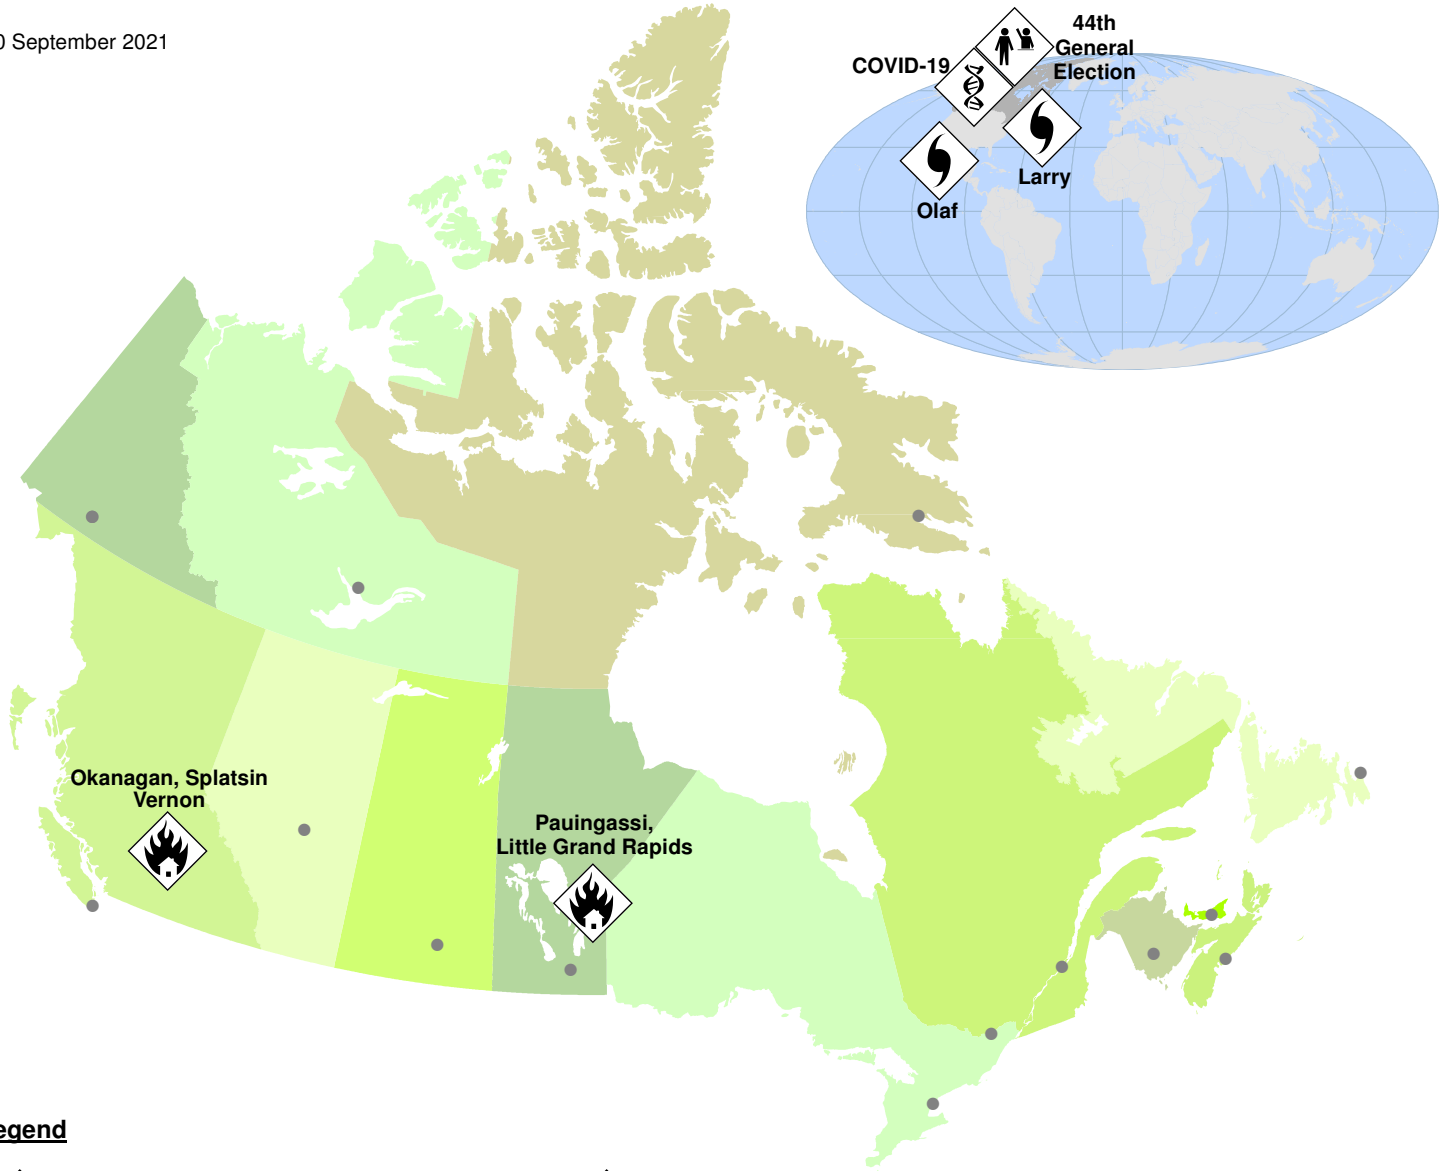 0 September 2021
44th
General
Election
COVID-19
Larry
Olaf
Okanagan, Splatsin
Vernon
Pauingassi,
Little Grand Rapids
egend